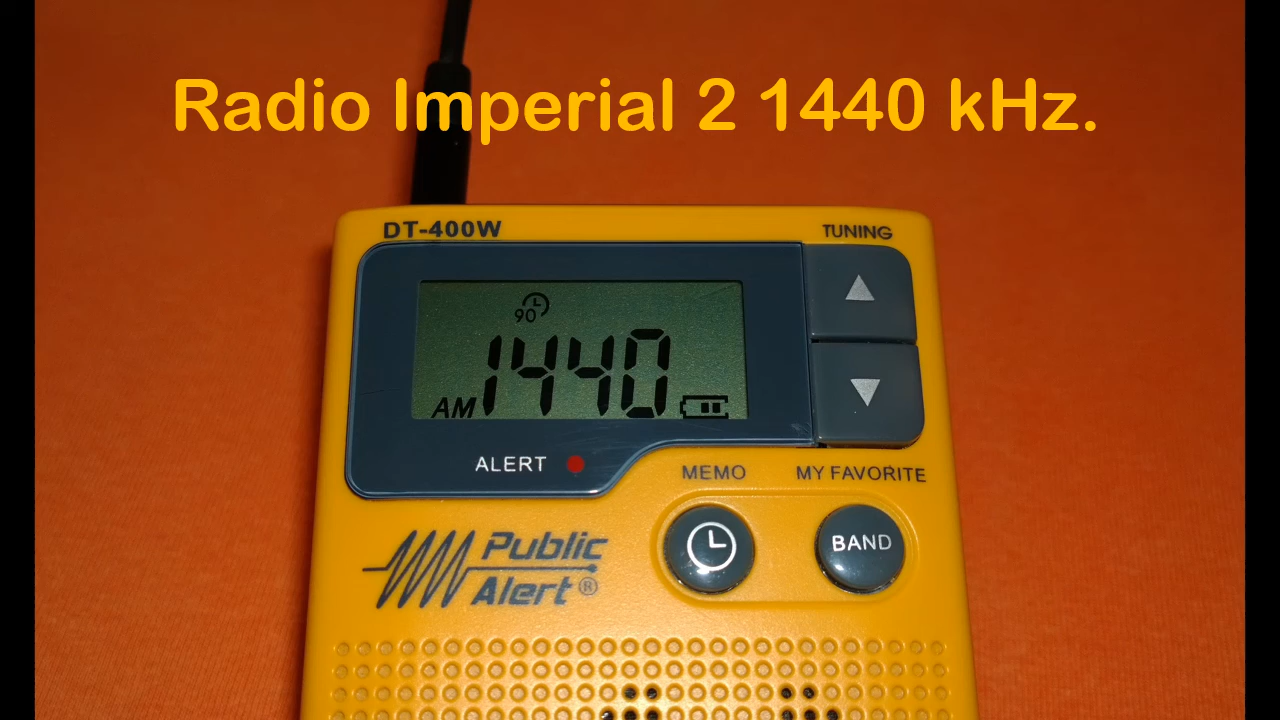 Radio Imperial 2 1440 kHz.
DT-400W
TUNING
90
AM 1440
ALERT
MEMO
MY FAVORITE
BAND
Public
Alert®